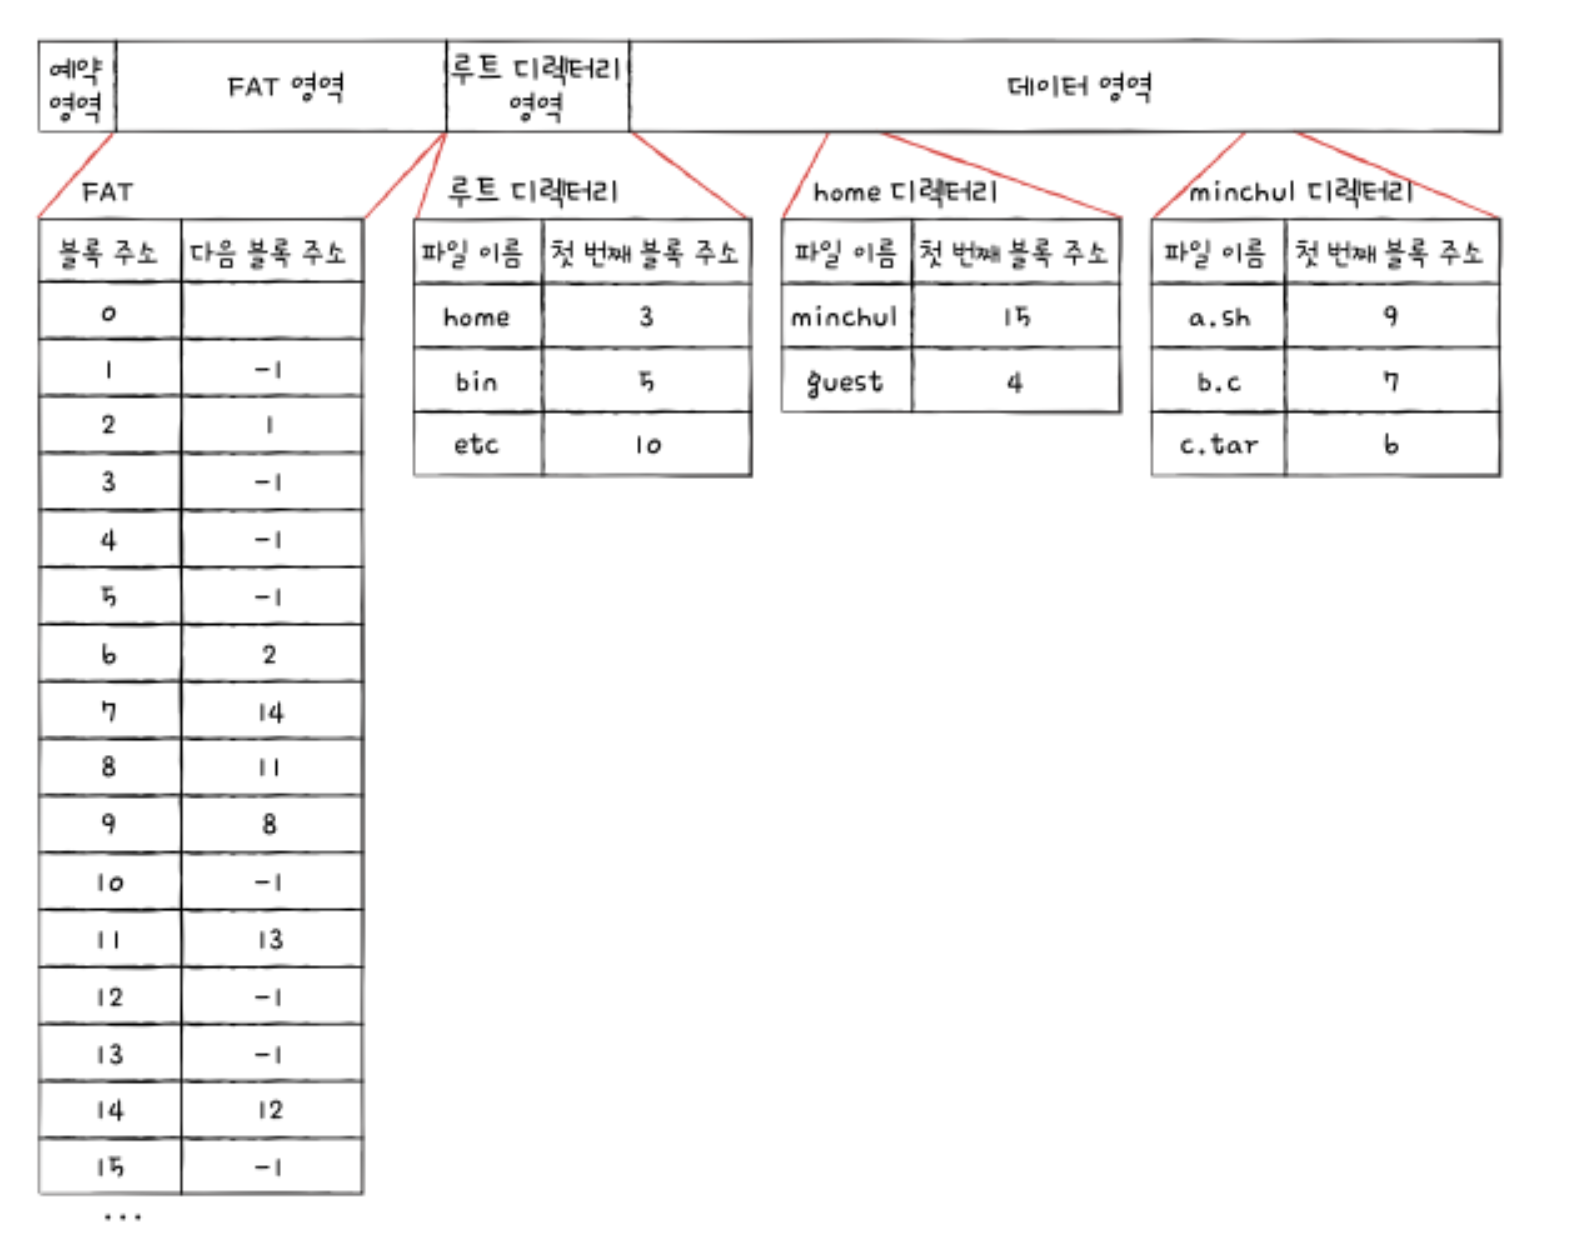 예약
영역
FAT 영역
루트 디렉터리
영역
데이터 영역
FAT
블록 주소 다음 블록 주소
0
1 -1
2 1
3 -1
4 -1
5 -1
6 2
7 14
8 11
9 8
10 -1
11 13
12 -1
13 -1
14 12
15 -1
...
루트 디렉터리
파일 이름 첫 번째 블록 주소
home 3
bin 5
etc 10
home 디렉터리
파일 이름 첫 번째 블록 주소
minchul 15
guest 4
minchul 디렉터리
파일 이름 첫 번째 블록 주소
a.sh 9
b.c 7
c.tar 6